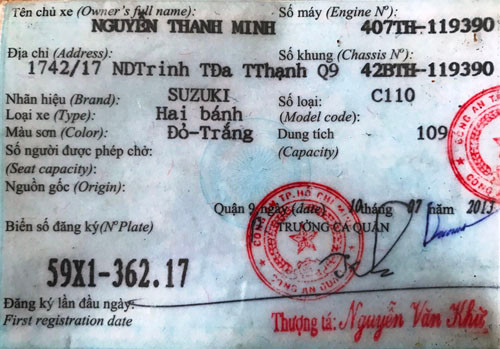 Tên chủ xe (Owner's full name): Số máy (Engine Nº):
NGUYỄN THANH MINH 407TH-119390
Địa chỉ (Address): Số khung (Chassis Nº):
1742/17 NDTrinh TĐa TThạnh Q9 42BTH-119390
Nhãn hiệu (Brand): SUZUKI Số loại: C110
Loại xe (Type): Hai bánh (Model code):
Màu sơn (Color): Đỏ-Trắng Dung tích 109
Số người được phép chở: (Capacity)
(Seat capacity):
Nguồn gốc (Origin):
Quận 9, ngày (date) 10 tháng 07 năm 2013
Biển số đăng ký (Nº Plate) TRƯỞNG CA QUẬN
59X1-362.17
Đăng ký lần đầu ngày:
First registration date Thượng tá: Nguyễn Văn Khiê